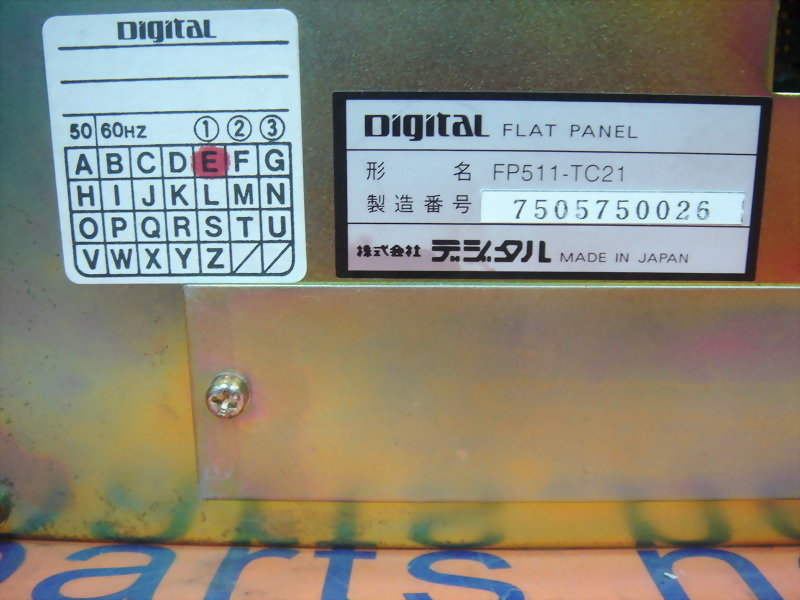 DigitaL
50 60HZ ① ② ③
A B C D E F G
H I J K L M N
O P Q R S T U
V W X Y Z
DigitaL FLAT PANEL
形 名 FP511-TC21
製造番号 7505750026
株式会社 デジタル MADE IN JAPAN
parts n